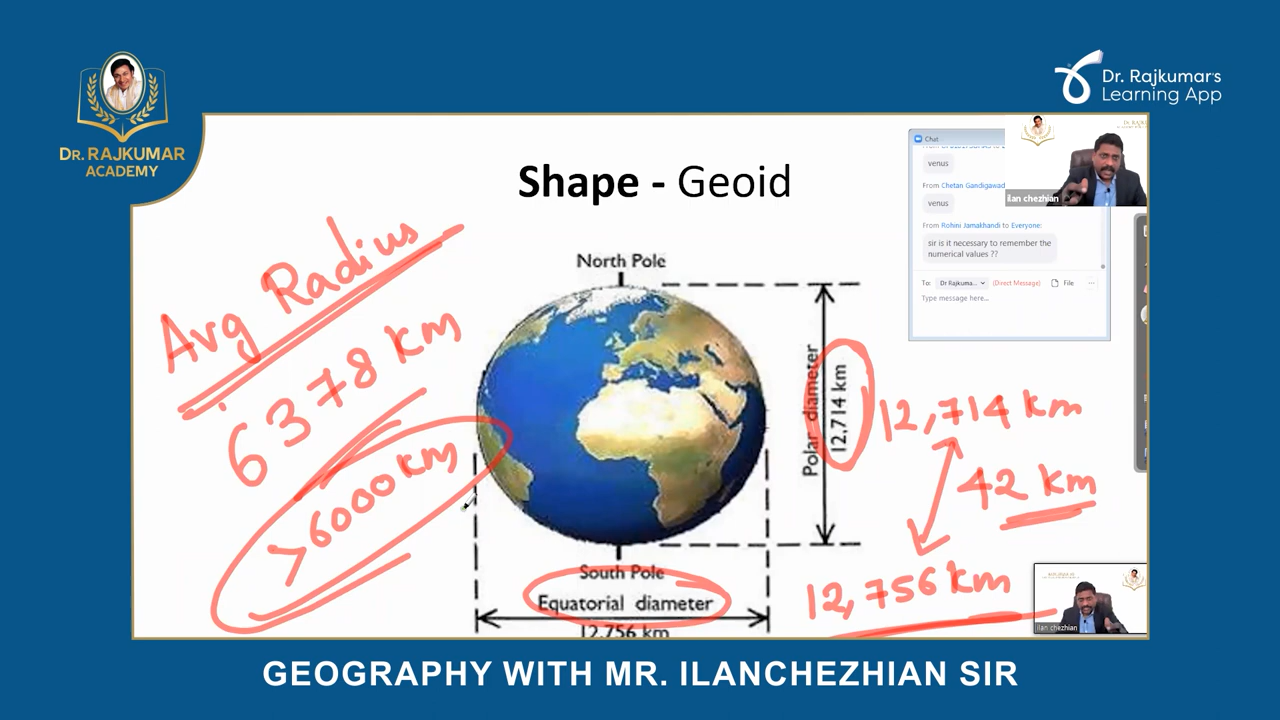 DR. RAJKUMAR
ACADEMY
Dr. Rajkumar's
Learning App
Shape - Geoid
Chat
venus
From Chetan Gandigawad
venus
From Rohini Jamakhandi to Everyone:
sir is it necessary to remember the
numerical values ??
To: Dr Rajkuma... (Direct Message) File ...
Type message here...
ilan chezhian
Avg Radius
6378 km
>6000 km
North Pole
South Pole
Equatorial diameter
12,756 km
Polar diameter
12,714 km
12,714 km
42 km
12,756 km
ilan chezhian
GEOGRAPHY WITH MR. ILANCHEZHIAN SIR